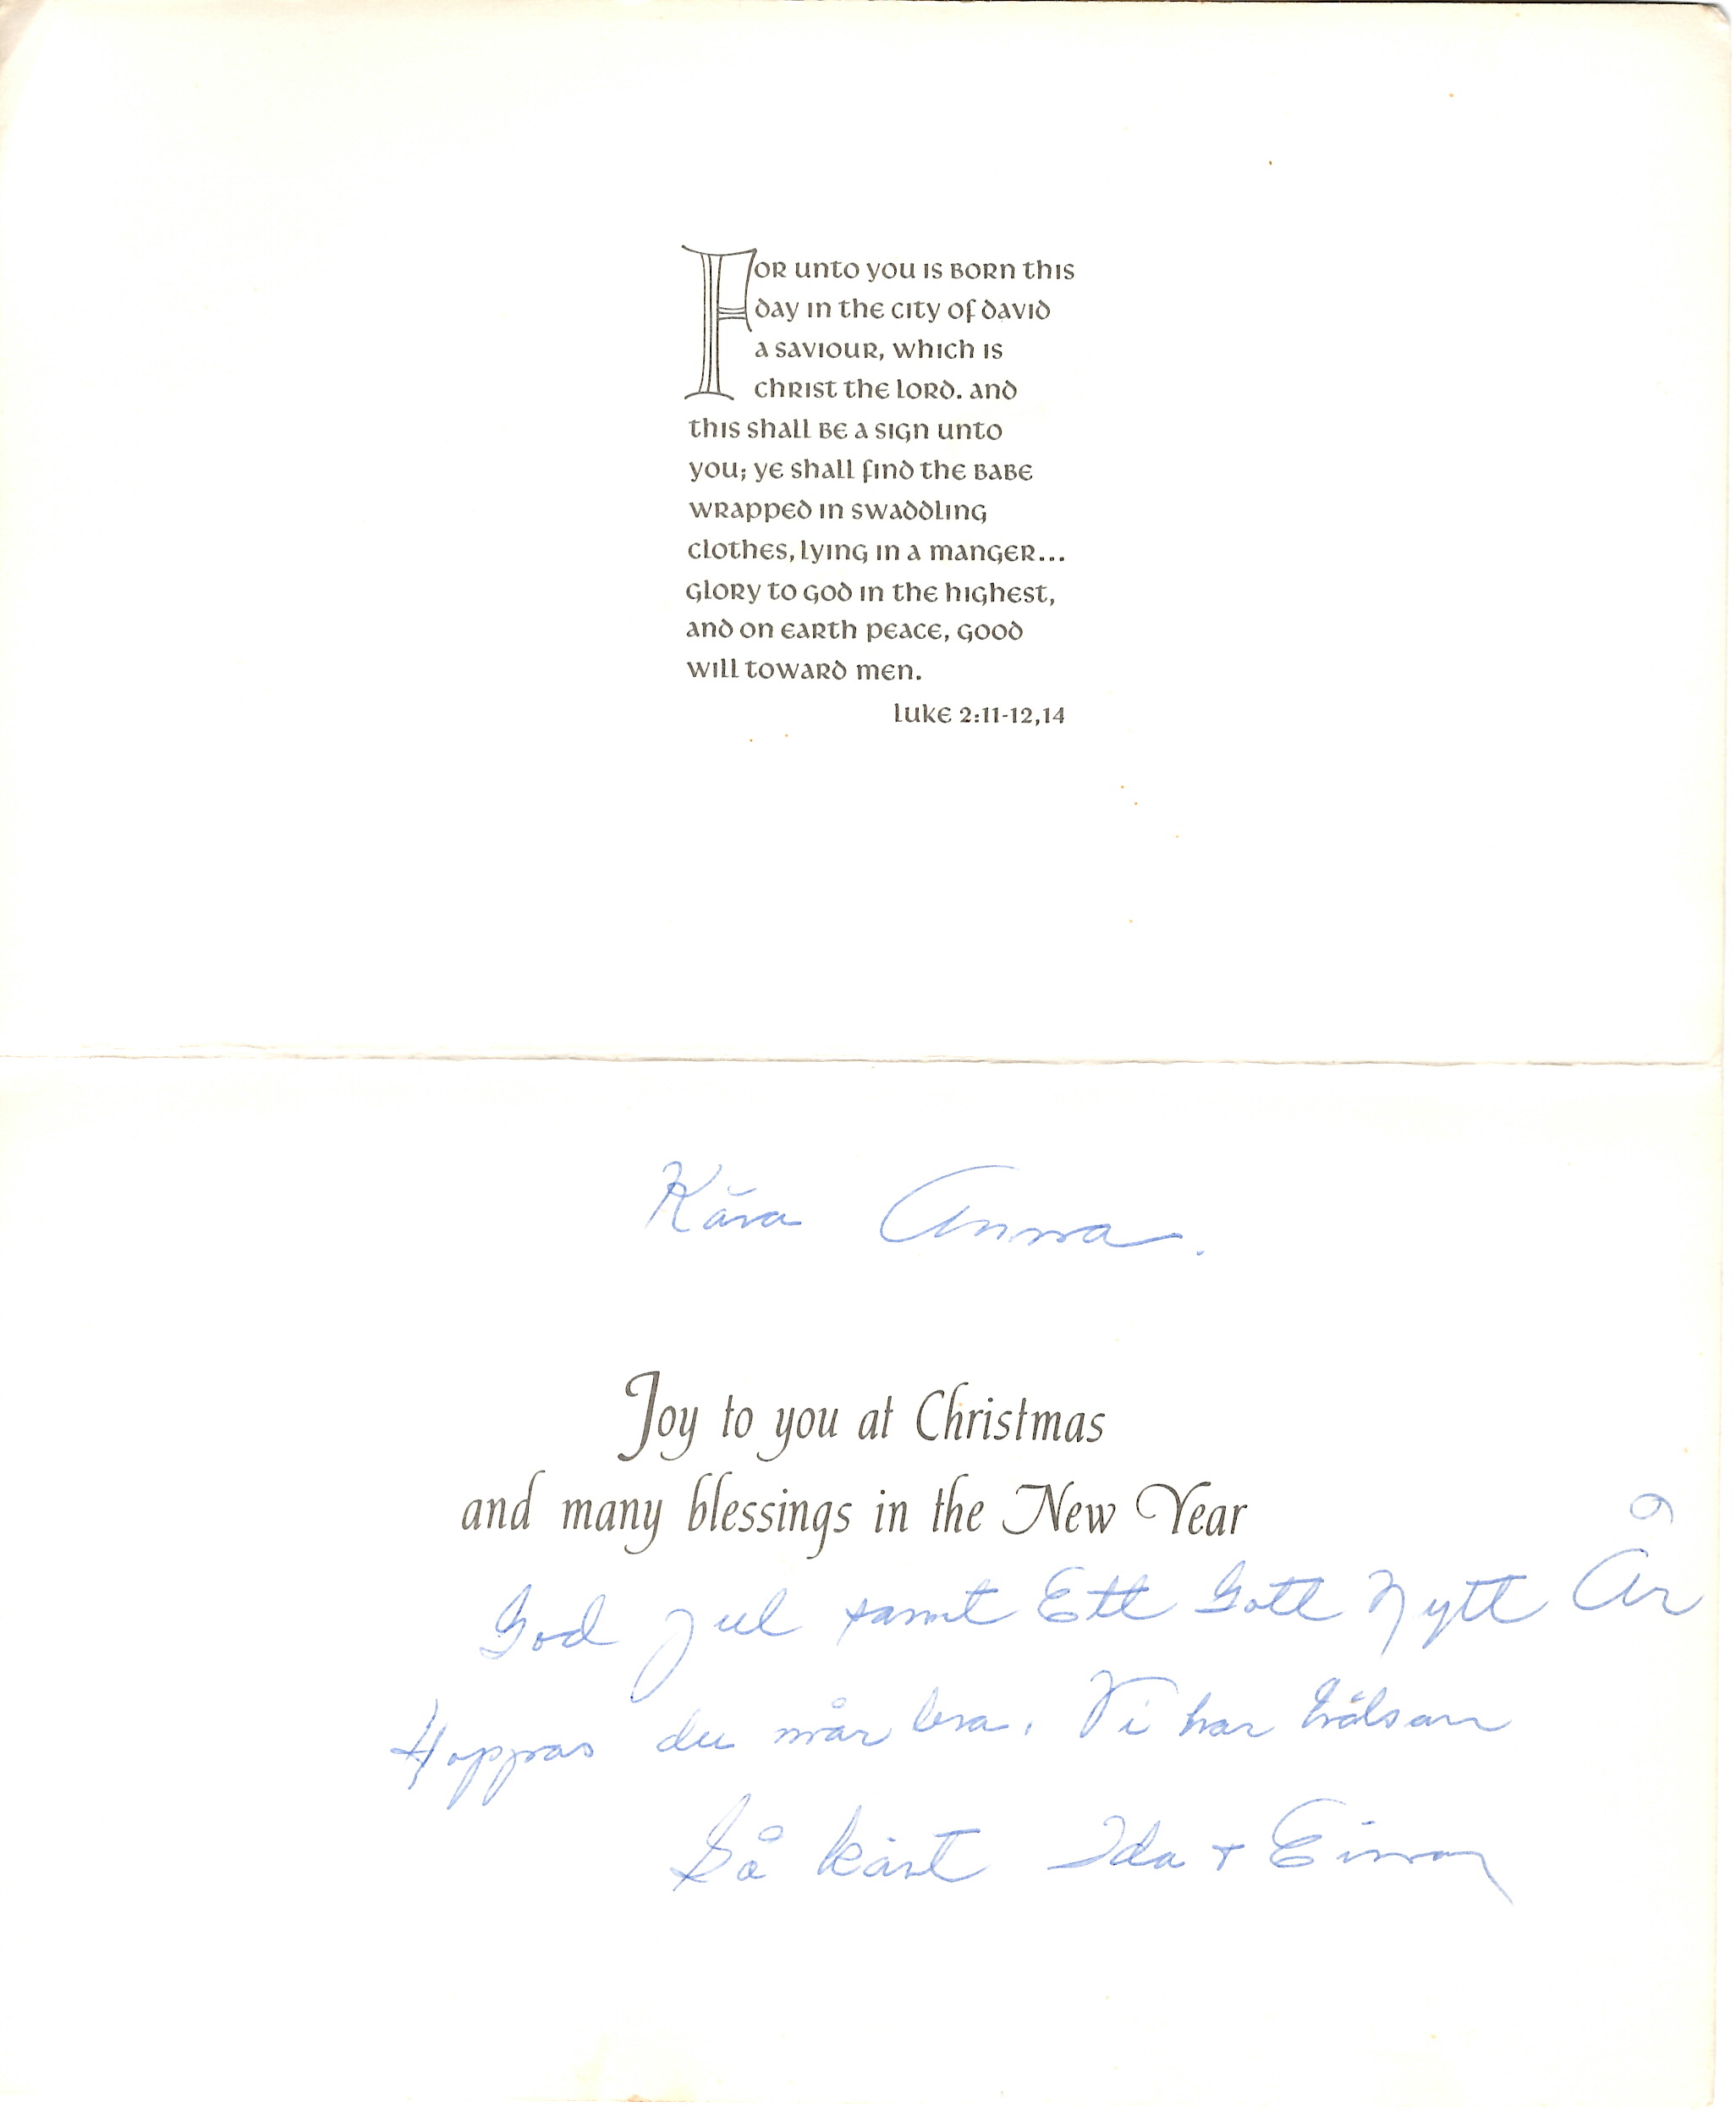 For unto you is born this
day in the city of david
a saviour, which is
christ the lord. and
this shall be a sign unto
you; ye shall find the babe
wrapped in swaddling
clothes, lying in a manger...
glory to god in the highest,
and on earth peace, good
will toward men.
luke 2:11-12,14
Kära Anna.
Joy to you at Christmas
and many blessings in the New Year
God Jul samt Ett Gott Nytt År
Hoppas du mår bra. Vi har hälsan
Så kärt Ida + Einar